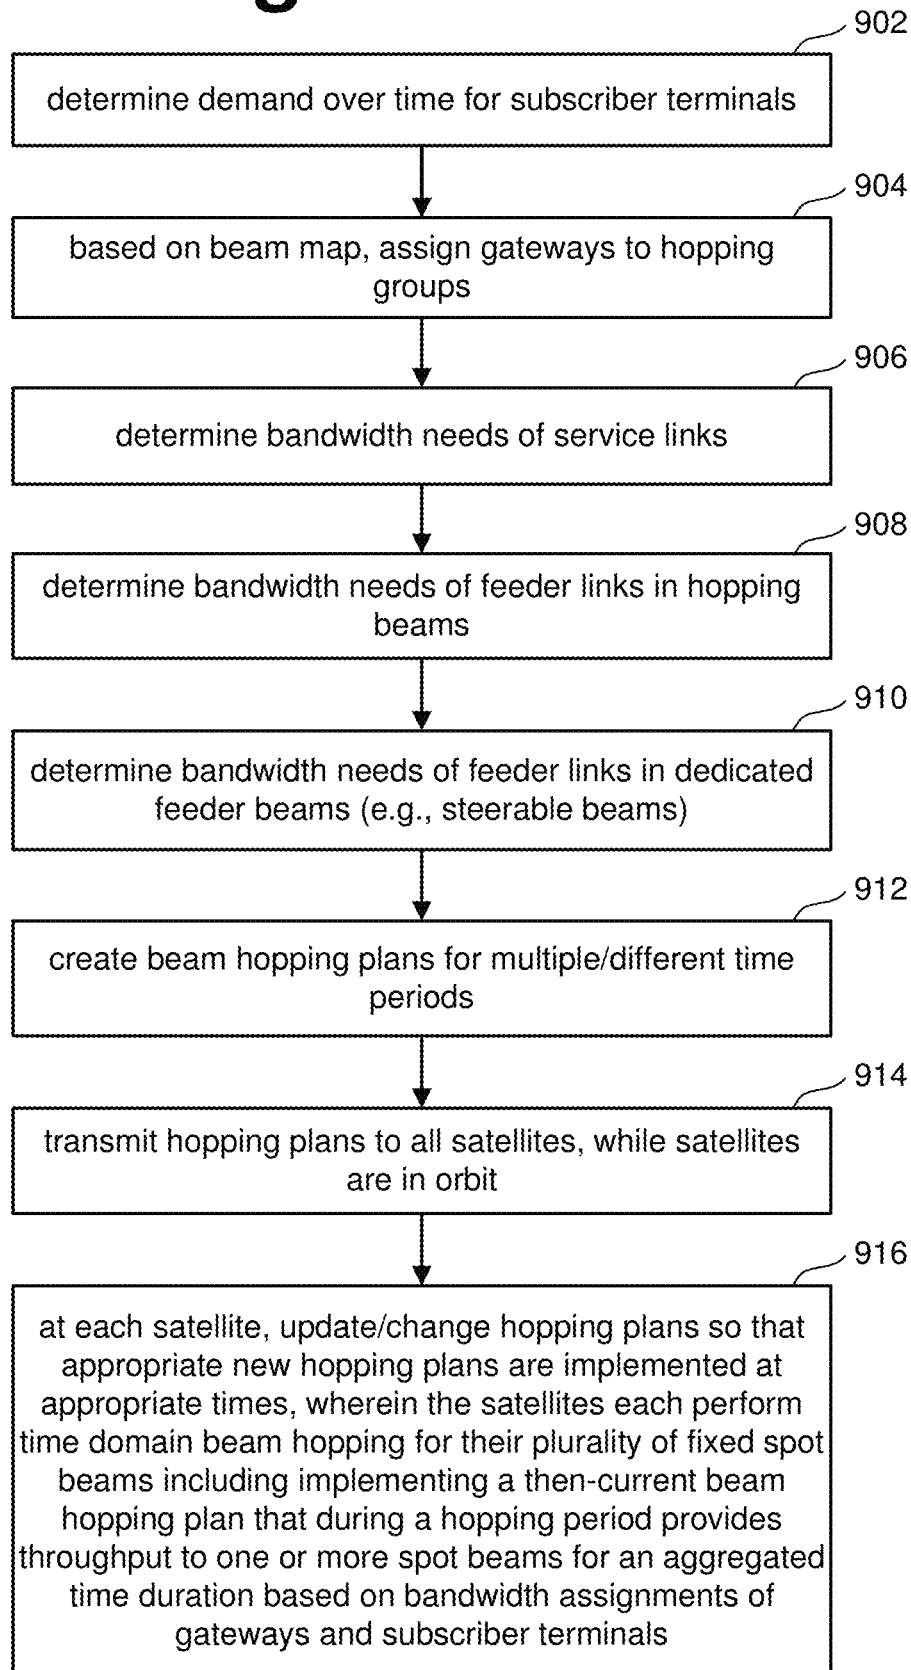 902
determine demand over time for subscriber terminals
904
based on beam map, assign gateways to hopping
groups
906
determine bandwidth needs of service links
908
determine bandwidth needs of feeder links in hopping
beams
910
determine bandwidth needs of feeder links in dedicated
feeder beams (e.g., steerable beams)
912
create beam hopping plans for multiple/different time
periods
914
transmit hopping plans to all satellites, while satellites
are in orbit
916
at each satellite, update/change hopping plans so that
appropriate new hopping plans are implemented at
appropriate times, wherein the satellites each perform
time domain beam hopping for their plurality of fixed spot
beams including implementing a then-current beam
hopping plan that during a hopping period provides
throughput to one or more spot beams for an aggregated
time duration based on bandwidth assignments of
gateways and subscriber terminals